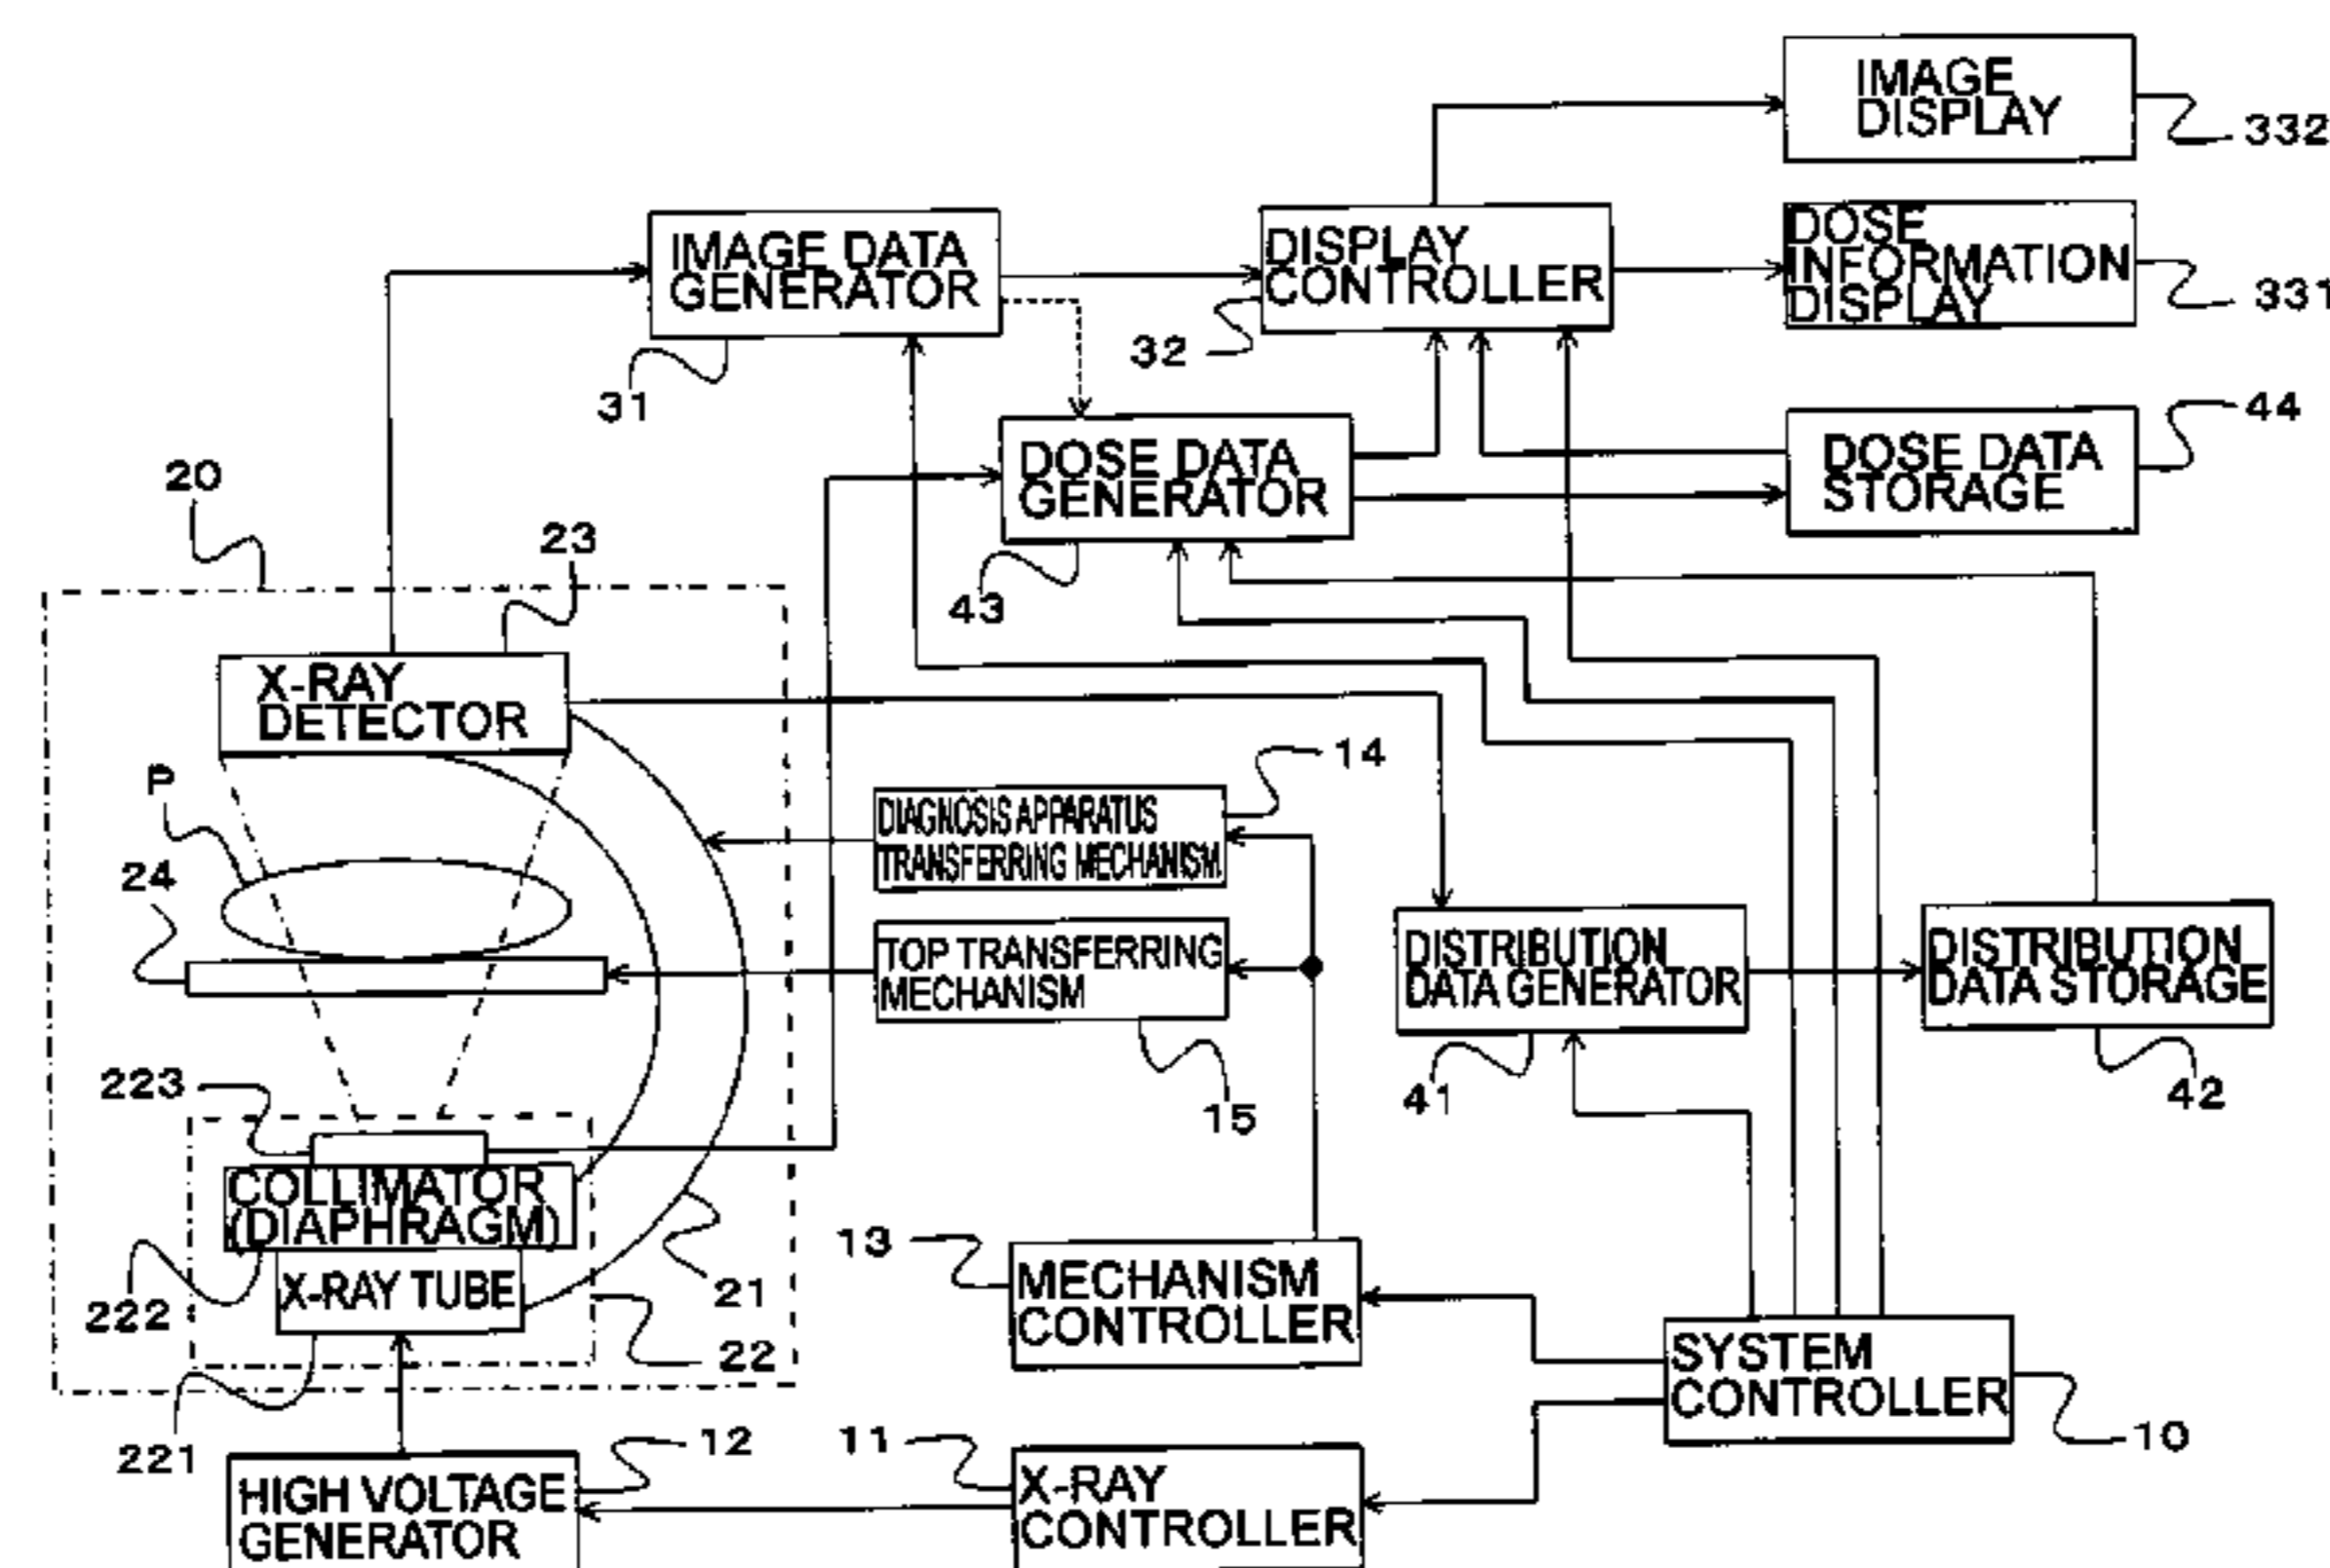 IMAGE
DISPLAY
332
IMAGE DATA
GENERATOR
DISPLAY
CONTROLLER
DOSE
INFORMATION
DISPLAY
331
32
31
44
DOSE DATA
GENERATOR
DOSE DATA
STORAGE
20
23
43
X-RAY
DETECTOR
14
P
DIAGNOSIS APPARATUS
TRANSFERRING MECHANISM
24
TOP TRANSFERRING
MECHANISM
DISTRIBUTION
DATA GENERATOR
DISTRIBUTION
DATA STORAGE
223
15
41
42
COLLIMATOR
(DIAPHRAGM)
13
X-RAY TUBE
21
222
MECHANISM
CONTROLLER
22
SYSTEM
CONTROLLER
221
12
11
10
HIGH VOLTAGE
GENERATOR
X-RAY
CONTROLLER